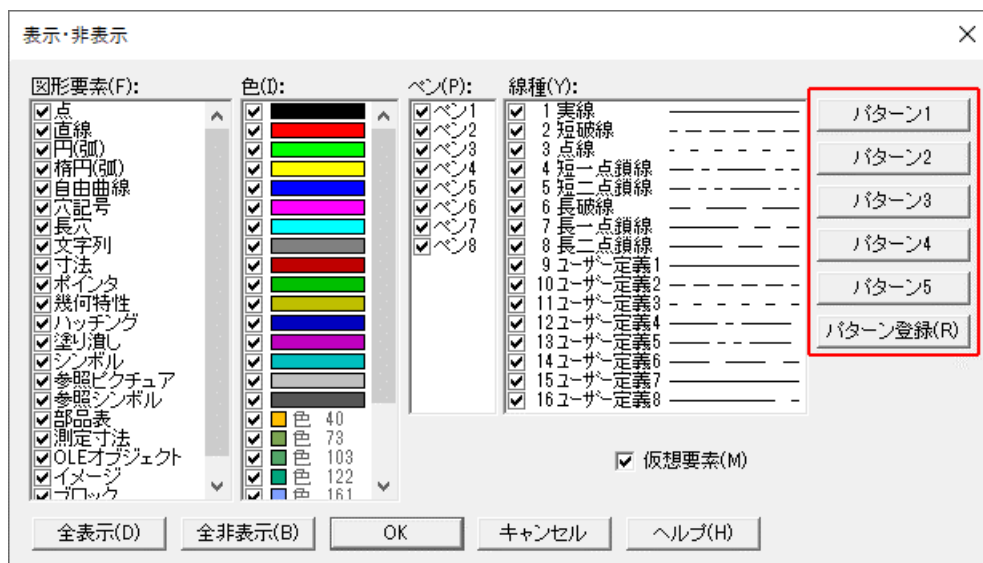 表示・非表示
図形要素(F):
点
直線
円(弧)
楕円(弧)
自由曲線
穴記号
長穴
文字列
寸法
ポインタ
幾何特性
ハッチング
塗り潰し
シンボル
参照ピクチュア
参照シンボル
部品表
測定寸法
OLEオブジェクト
イメージ
ブロック
色(I):
色 40
色 73
色 103
色 122
色 161
ペン(P):
ペン1
ペン2
ペン3
ペン4
ペン5
ペン6
ペン7
ペン8
線種(Y):
1 実線
2 短破線
3 点線
4 短一点鎖線
5 短二点鎖線
6 長破線
7 長一点鎖線
8 長二点鎖線
9 ユーザー定義1
10 ユーザー定義2
11 ユーザー定義3
12 ユーザー定義4
13 ユーザー定義5
14 ユーザー定義6
15 ユーザー定義7
16 ユーザー定義8
パターン1
パターン2
パターン3
パターン4
パターン5
パターン登録(R)
仮想要素(M)
全表示(D)
全非表示(B)
OK
キャンセル
ヘルプ(H)